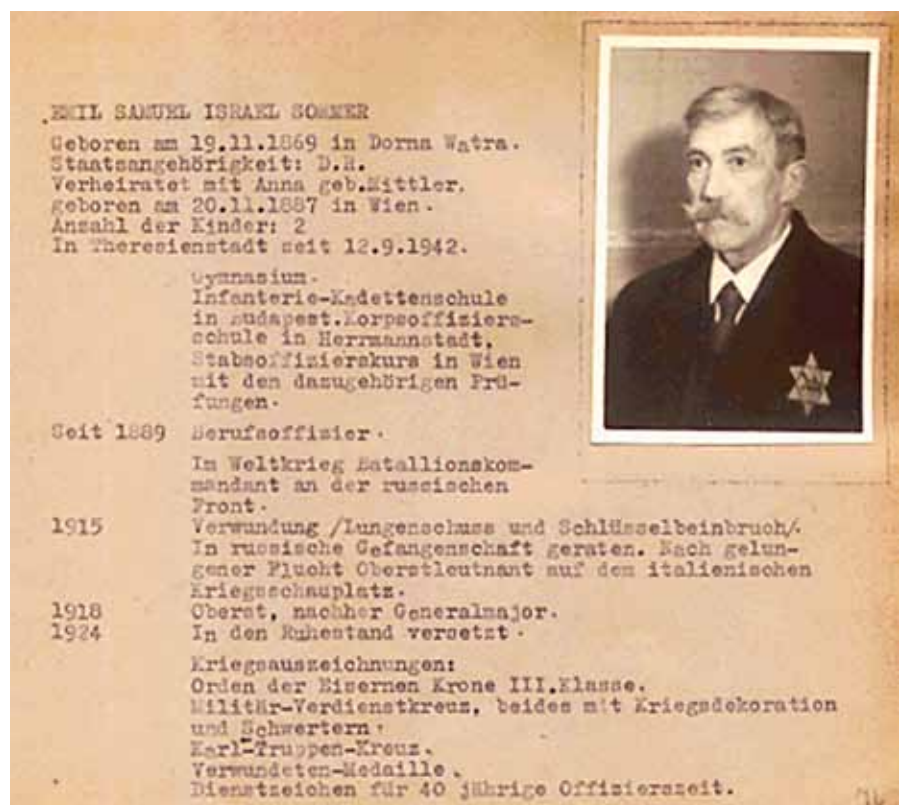 EMIL SAMUEL ISRAEL SOMMER
Geboren am 19.11.1869 in Dorna Watra.
Staatsangehörigkeit: D.R.
Verheiratet mit Anna geb.Mittler,
geboren am 20.11.1887 in Wien.
Anzahl der Kinder: 2
In Theresienstadt seit 12.9.1942.
Gymnasium.
Infanterie-Kadettenschule
in Budapest.Korpsoffiziers-
schule in Herrmannstadt,
Stabsoffizierskurs in Wien
mit den dazugehörigen Prü-
fungen.
Seit 1889 Berufsoffizier.
Im Weltkrieg Batallionskom-
mandant an der russischen
Front.
1915 Verwundung /Lungenschuss und Schlüsselbeinbruch/.
In russische Gefangenschaft geraten. Nach gelun-
gener Flucht Oberstleutnant auf dem italienischen
Kriegsschauplatz.
1918 Oberst, nachher Generalmajor.
1924 In den Ruhestand versetzt.
Kriegsauszeichnungen:
Orden der Eisernen Krone III.Klasse.
Militär-Verdienstkreuz, beides mit Kriegsdekoration
und Schwertern.
Karl-Truppen-Kreuz.
Verwundeten-Medaille.
Dienstzeichen für 40 jährige Offizierszeit.